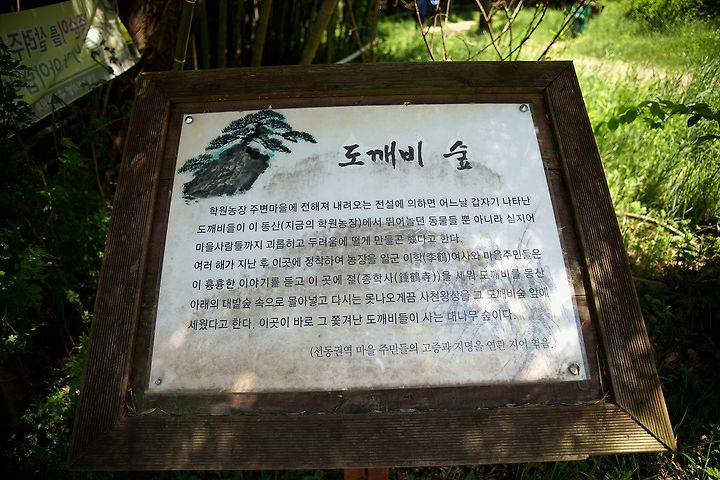 도깨비 숲
학원농장 주변마을에 전해져 내려오는 전설에 의하면 어느날 갑자기 나타난
도깨비들이 이 동산(지금의 학원농장)에서 뛰어놀던 동물들 뿐 아니라 심지어
마을사람들까지 괴롭히고 두려움에 떨게 만들곤 했다고 한다.
여러 해가 지난 후 이곳에 정착하여 농장을 일군 이학(李鶴)여사와 마을주민들은
이 흉흉한 이야기를 듣고 이 곳에 절(종학사(鍾鶴寺))을 세워 도깨비를 동산
아래의 대밭숲 속으로 몰아넣고 다시는 못나오게끔 사천왕상을 그 도깨비숲 앞에
세웠다고 한다. 이곳이 바로 그 쫓겨난 도깨비들이 사는 대나무 숲이다.
(선동권역 마을 주민들의 고증과 지명을 연관 지어 엮음.)